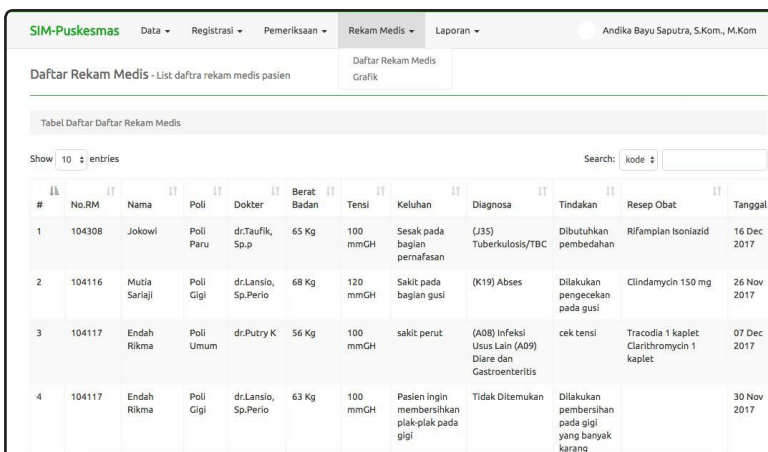 SIM-Puskesmas Data Registrasi Pemeriksaan Rekam Medis Laporan Andika Bayu Saputra, S.Kom., M.Kom
Daftar Rekam Medis
Grafik
Daftar Rekam Medis - List daftra rekam medis pasien
Tabel Daftar Daftar Rekam Medis
Show 10 entries Search: kode
# No.RM Nama Poli Dokter Berat Badan Tensi Keluhan Diagnosa Tindakan Resep Obat Tanggal
1 104308 Jokowi Poli Paru dr.Taufik, Sp.p 65 Kg 100 mmGH Sesak pada bagian pernafasan (J35) Tuberkulosis/TBC Dibutuhkan pembedahan Rifamplan Isoniazid 16 Dec 2017
2 104116 Mutia Sariaji Poli Gigi dr.Lansio, Sp.Perio 68 Kg 120 mmGH Sakit pada bagian gusi (K19) Abses Dilakukan pengecekan pada gusi Clindamycin 150 mg 26 Nov 2017
3 104117 Endah Rikma Poli Umum dr.Putry K 56 Kg 100 mmGH sakit perut (A08) Infeksi Usus Lain (A09) Diare dan Gastroenteritis cek tensi Tracodia 1 kaplet Clarithromycin 1 kaplet 07 Dec 2017
4 104117 Endah Rikma Poli Gigi dr.Lansio, Sp.Perio 63 Kg 100 mmGH Pasien ingin membersihkan plak-plak pada gigi Tidak Ditemukan Dilakukan pembersihan pada gigi yang banyak karang 30 Nov 2017